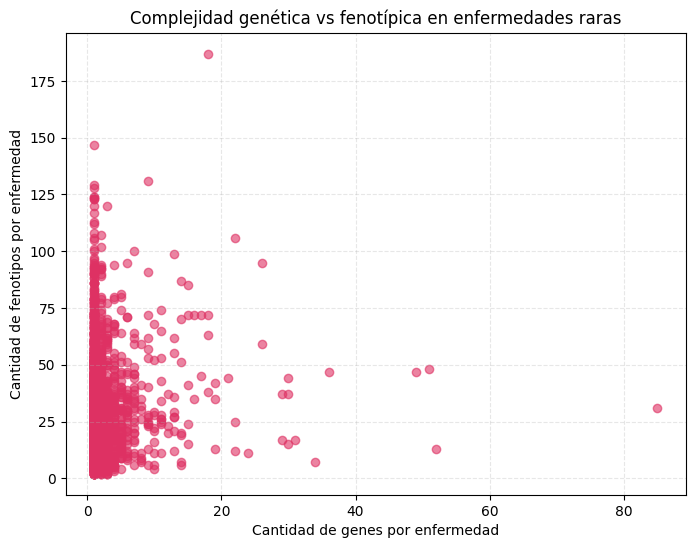 Complejidad genética vs fenotípica en enfermedades raras
Cantidad de fenotipos por enfermedad
175
150
125
100
75
50
25
0
0 20 40 60 80
Cantidad de genes por enfermedad